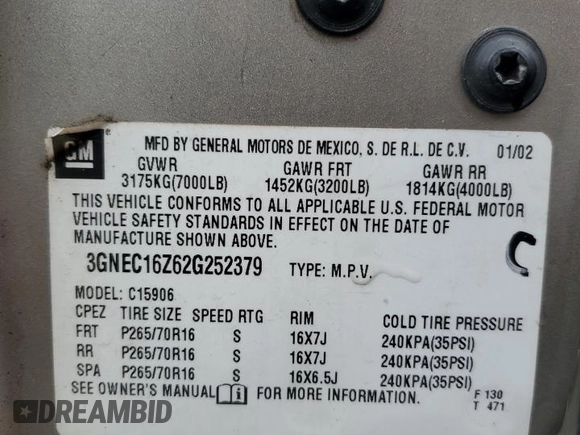 GM
MFD BY GENERAL MOTORS DE MEXICO, S. DE R.L. DE C.V. 01/02
GVWR GAWR FRT GAWR RR
3175KG(7000LB) 1452KG(3200LB) 1814KG(4000LB)
THIS VEHICLE CONFORMS TO ALL APPLICABLE U.S. FEDERAL MOTOR
VEHICLE SAFETY STANDARDS IN EFFECT ON THE DATE OF
MANUFACTURE SHOWN ABOVE.
C
3GNEC16Z62G252379 TYPE: M.P.V.
MODEL: C15906
CPEZ TIRE SIZE SPEED RTG RIM COLD TIRE PRESSURE
FRT P265/70R16 S 16X7J 240KPA(35PSI)
RR P265/70R16 S 16X7J 240KPA(35PSI)
SPA P265/70R16 S 16X6.5J 240KPA(35PSI)
SEE OWNER'S MANUAL FOR MORE INFORMATION.
F 130
T 471
DREAMBID